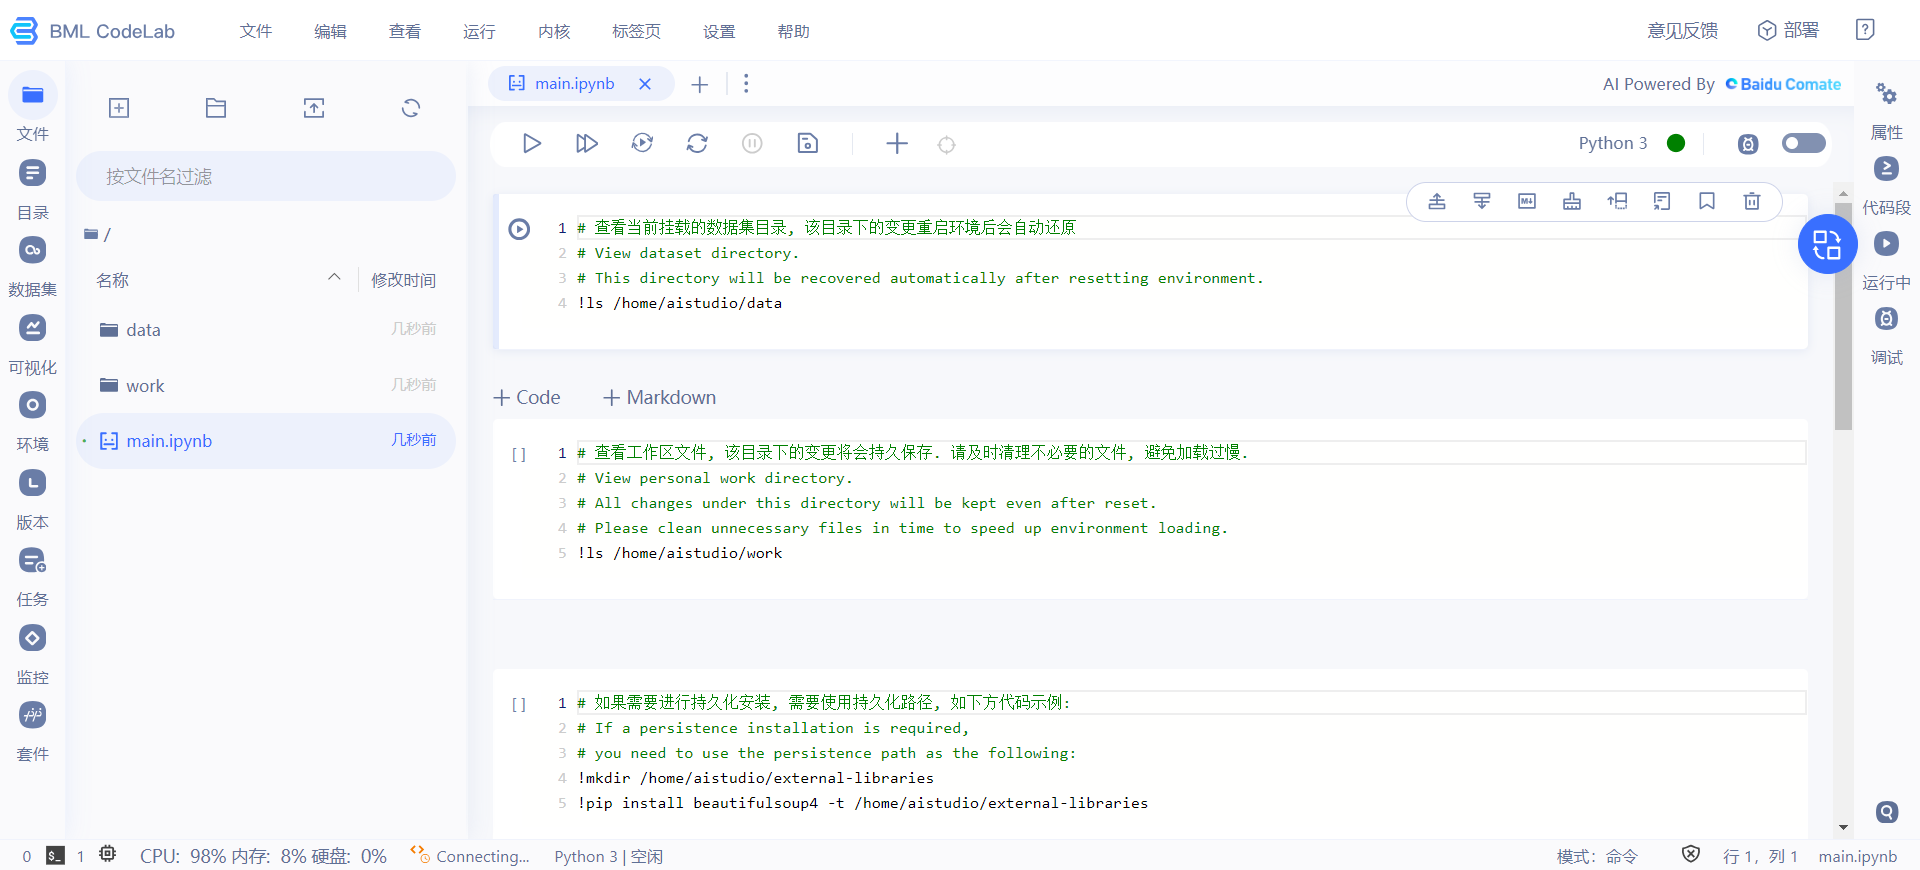 BML CodeLab
文件 编辑 查看 运行 内核 标签页 设置 帮助
意见反馈 部署
文件
目录
数据集
可视化
环境
版本
任务
监控
套件
按文件名过滤
/
名称 修改时间
data 几秒前
work 几秒前
main.ipynb 几秒前
main.ipynb
AI Powered By Baidu Comate
Python 3
1 # 查看当前挂载的数据集目录, 该目录下的变更重启环境后会自动还原
2 # View dataset directory.
3 # This directory will be recovered automatically after resetting environment.
4 !ls /home/aistudio/data
+ Code + Markdown
[ ]
1 # 查看工作区文件, 该目录下的变更将会持久保存. 请及时清理不必要的文件, 避免加载过慢.
2 # View personal work directory.
3 # All changes under this directory will be kept even after reset.
4 # Please clean unnecessary files in time to speed up environment loading.
5 !ls /home/aistudio/work
[ ]
1 # 如果需要进行持久化安装, 需要使用持久化路径, 如下方代码示例:
2 # If a persistence installation is required,
3 # you need to use the persistence path as the following:
4 !mkdir /home/aistudio/external-libraries
5 !pip install beautifulsoup4 -t /home/aistudio/external-libraries
属性
代码段
运行中
调试
0 1 CPU: 98% 内存: 8% 硬盘: 0% Connecting... Python 3 | 空闲
模式: 命令 行 1, 列 1 main.ipynb